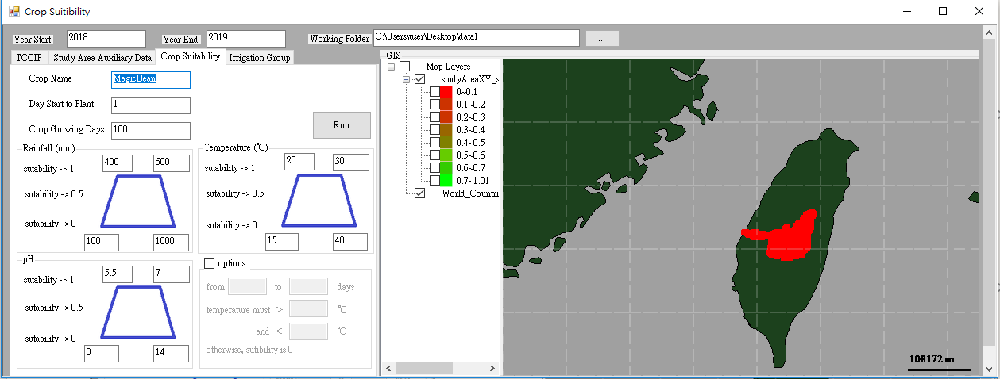 Crop Suitibility
Year Start 2018 Year End 2019 Working Folder C:\Users\user\Desktop\data1 ...
TCCIP Study Area Auxiliary Data Crop Suitability Irrigation Group
Crop Name MagicBean
Day Start to Plant 1
Crop Growing Days 100
Run
Rainfall (mm)
sutability -> 1 400 600
sutability -> 0.5
sutability -> 0
100 1000
Temperature (℃)
sutability -> 1 20 30
sutability -> 0.5
sutability -> 0
15 40
pH
sutability -> 1 5.5 7
sutability -> 0.5
sutability -> 0
0 14
options
from to days
temperature must > ℃
and < ℃
otherwise, sutibility is 0
GIS
Map Layers
studyAreaXY_s
0~0.1
0.1~0.2
0.2~0.3
0.3~0.4
0.4~0.5
0.5~0.6
0.6~0.7
0.7~1.01
World_Countri
108172 m